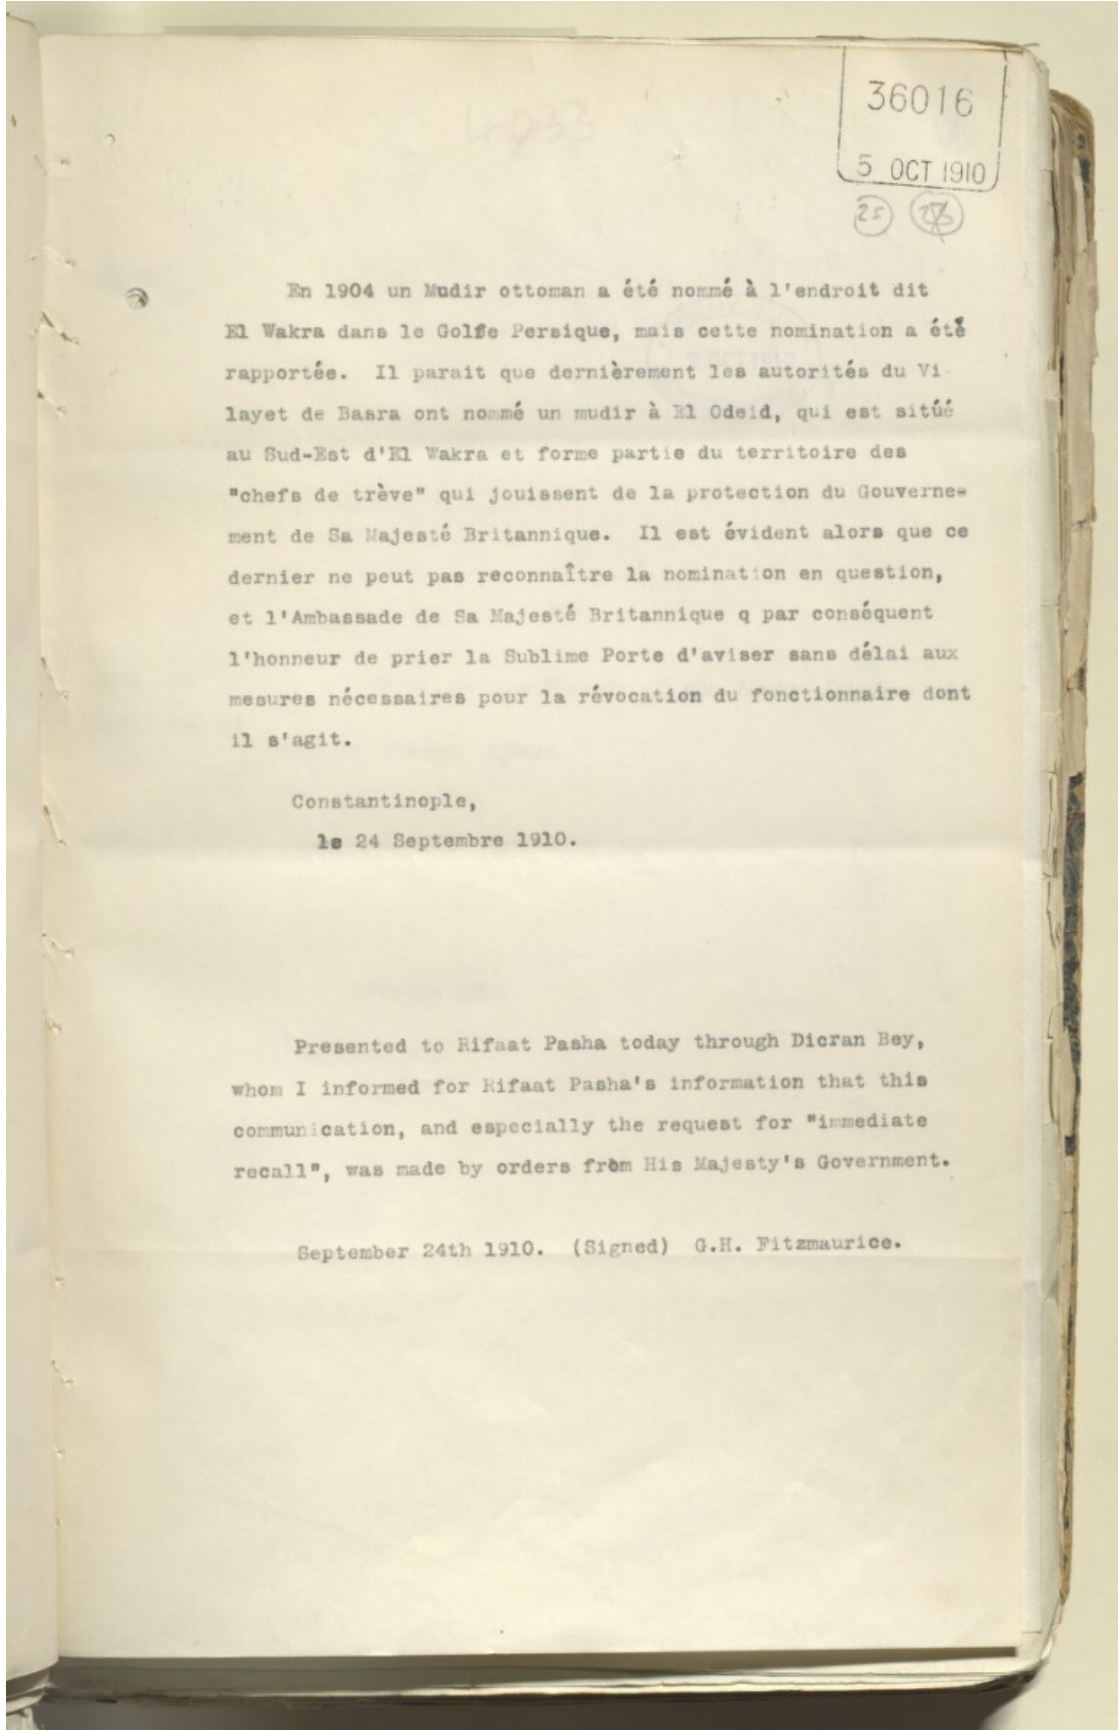 36016
5 OCT 1910
25
En 1904 un Mudir ottoman a été nommé à l'endroit dit
El Wakra dans le Golfe Persique, mais cette nomination a été
rapportée. Il parait que dernièrement les autorités du Vi-
layet de Basra ont nommé un mudir à El Odeid, qui est sitúé
au Sud-Est d'El Wakra et forme partie du territoire des
"chefs de trève" qui jouissent de la protection du Gouverne-
ment de Sa Majesté Britannique. Il est évident alors que ce
dernier ne peut pas reconnaître la nomination en question,
et l'Ambassade de Sa Majesté Britannique q par conséquent
l'honneur de prier la Sublime Porte d'aviser sans délai aux
mesures nécessaires pour la révocation du fonctionnaire dont
il s'agit.
Constantinople,
le 24 Septembre 1910.
Presented to Rifaat Pasha today through Dicran Bey,
whom I informed for Rifaat Pasha's information that this
communication, and especially the request for "immediate
recall", was made by orders from His Majesty's Government.
September 24th 1910. (Signed) G.H. Fitzmaurice.